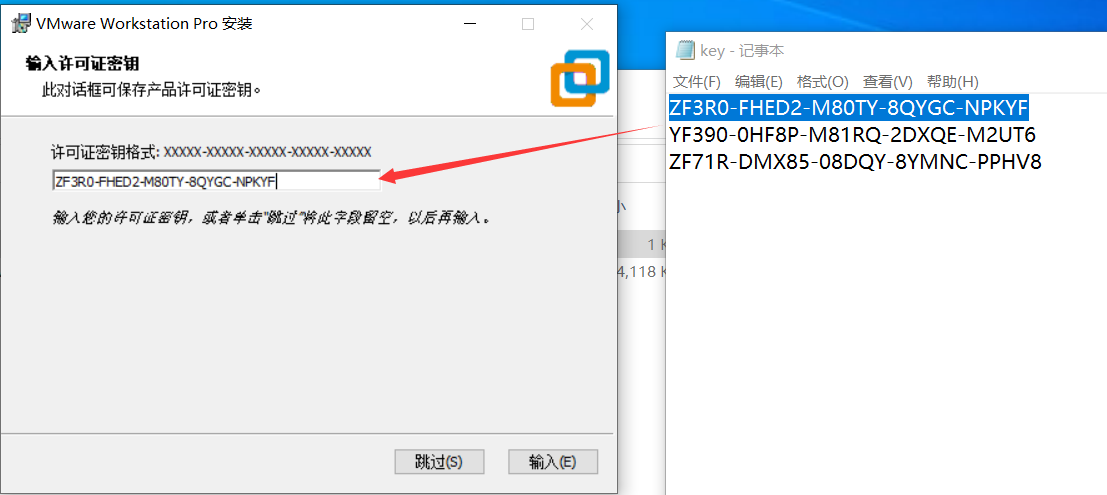 VMware Workstation Pro 安装
输入许可证密钥
此对话框可保存产品许可证密钥。
许可证密钥格式: XXXXX-XXXXX-XXXXX-XXXXX-XXXXX
ZF3R0-FHED2-M80TY-8QYGC-NPKYF
输入您的许可证密钥，或者单击"跳过"将此字段留空，以后再输入。
跳过(S)
输入(E)
小
1 K
4,118 K
key - 记事本
文件(F) 编辑(E) 格式(O) 查看(V) 帮助(H)
ZF3R0-FHED2-M80TY-8QYGC-NPKYF
YF390-0HF8P-M81RQ-2DXQE-M2UT6
ZF71R-DMX85-08DQY-8YMNC-PPHV8